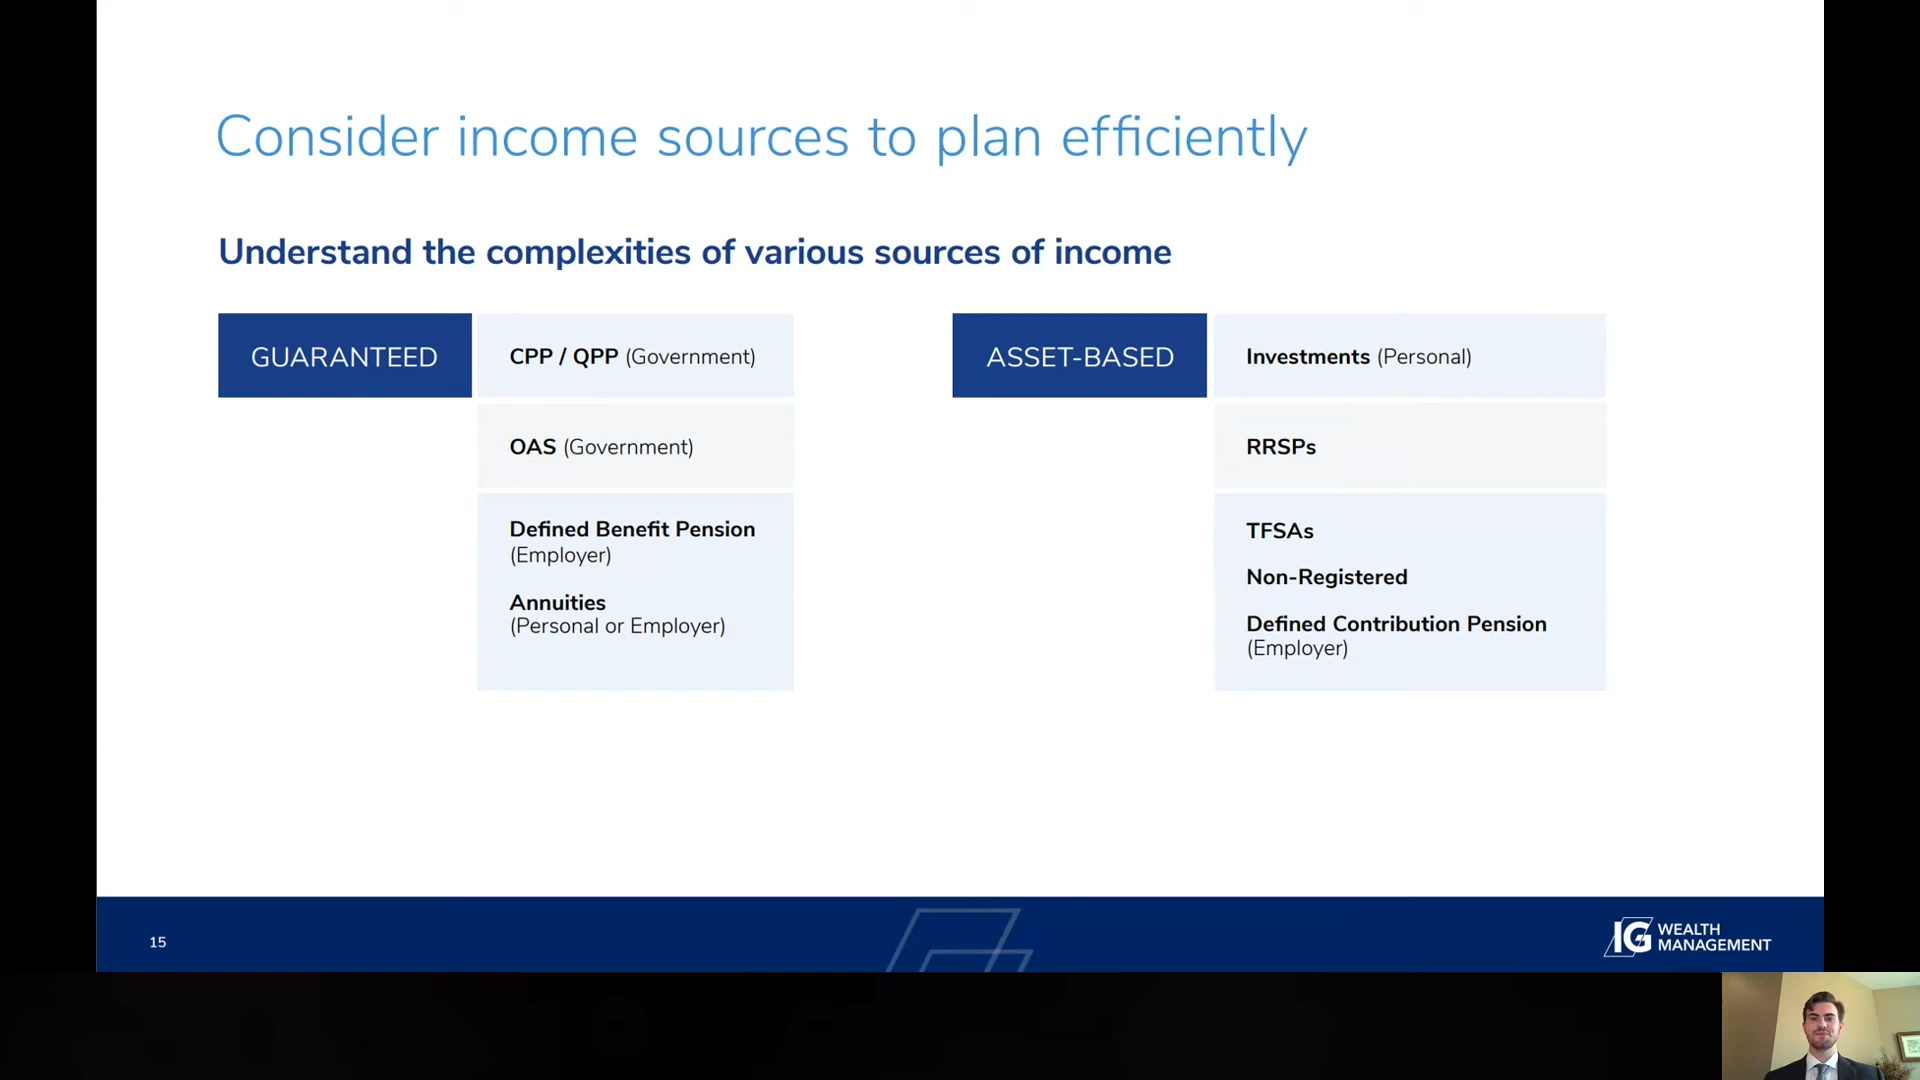 Consider income sources to plan efficiently
Understand the complexities of various sources of income
GUARANTEED
CPP / QPP (Government)
OAS (Government)
Defined Benefit Pension
(Employer)
Annuities
(Personal or Employer)
ASSET-BASED
Investments (Personal)
RRSPs
TFSAs
Non-Registered
Defined Contribution Pension
(Employer)
15
IG WEALTH
MANAGEMENT